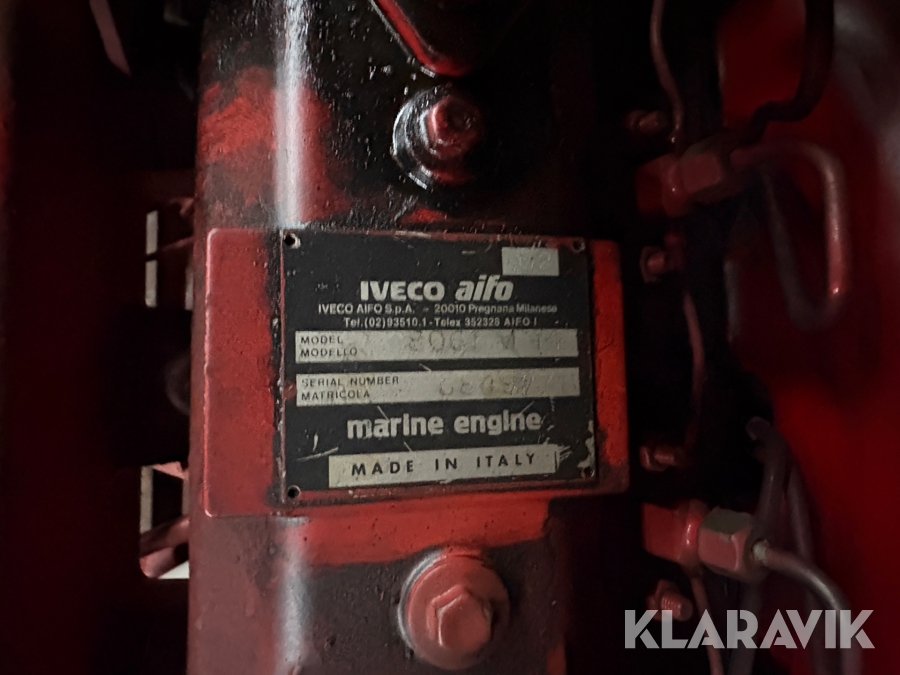 IVECO aifo
IVECO AIFO S.p.A. - 20010 Pregnana Milanese
Tel. (02) 93510.1 - Telex 352328 AIFO I
MODEL
MODELLO
SERIAL NUMBER
MATRICOLA
marine engine
MADE IN ITALY
KLARAVIK